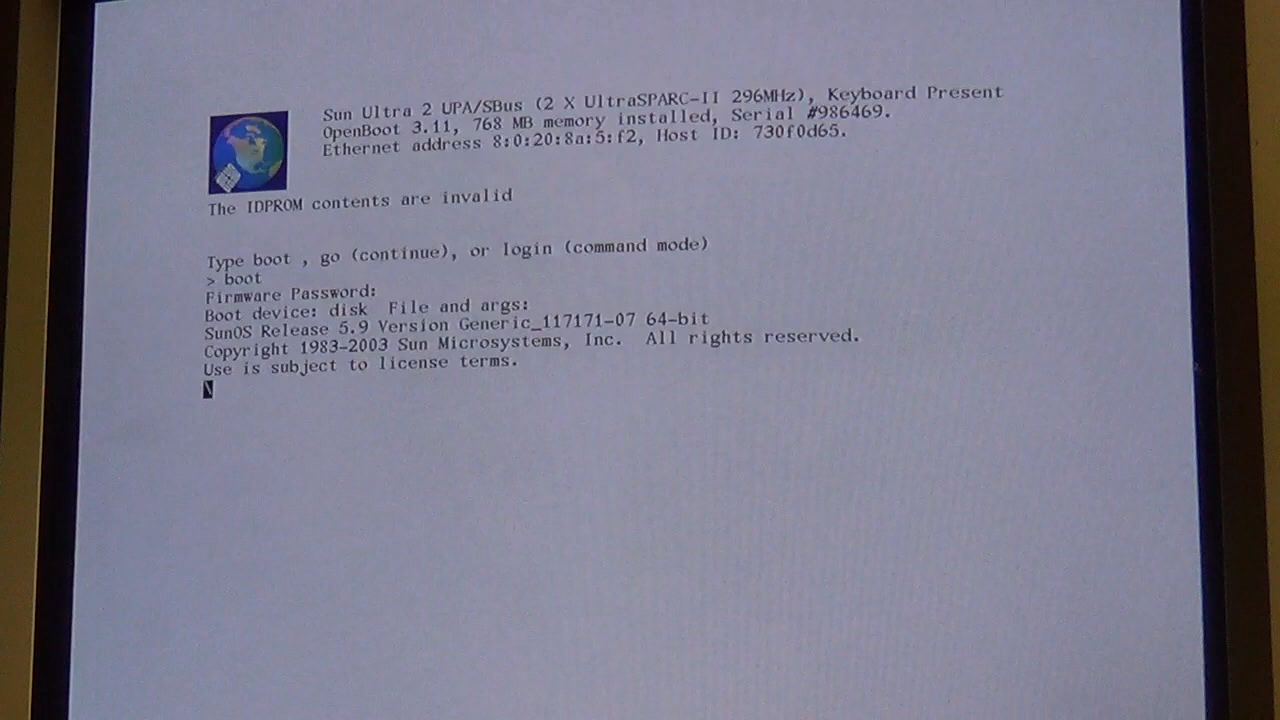 Sun Ultra 2 UPA/SBus (2 X UltraSPARC-II 296MHz), Keyboard Present
OpenBoot 3.11, 768 MB memory installed, Serial #986469.
Ethernet address 8:0:20:8a:5:f2, Host ID: 730f0d65.
The IDPROM contents are invalid
Type boot , go (continue), or login (command mode)
> boot
Firmware Password:
Boot device: disk  File and args:
SunOS Release 5.9 Version Generic_117171-07 64-bit
Copyright 1983-2003 Sun Microsystems, Inc.  All rights reserved.
Use is subject to license terms.
\